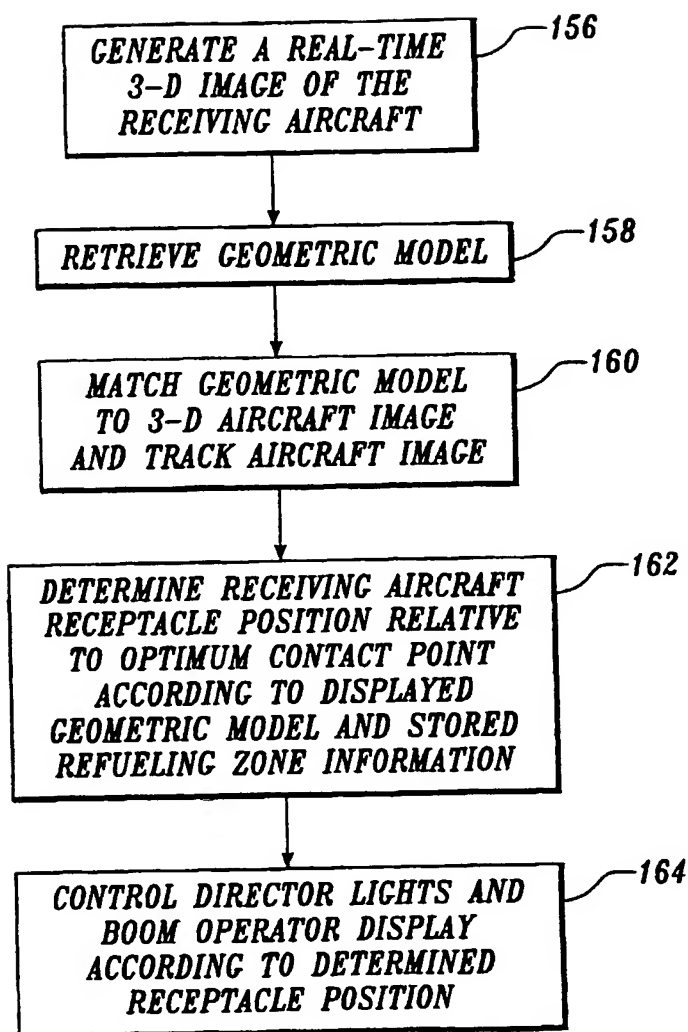 GENERATE A REAL-TIME
3-D IMAGE OF THE
RECEIVING AIRCRAFT
156
RETRIEVE GEOMETRIC MODEL
158
MATCH GEOMETRIC MODEL
TO 3-D AIRCRAFT IMAGE
AND TRACK AIRCRAFT IMAGE
160
DETERMINE RECEIVING AIRCRAFT
RECEPTACLE POSITION RELATIVE
TO OPTIMUM CONTACT POINT
ACCORDING TO DISPLAYED
GEOMETRIC MODEL AND STORED
REFUELING ZONE INFORMATION
162
CONTROL DIRECTOR LIGHTS AND
BOOM OPERATOR DISPLAY
ACCORDING TO DETERMINED
RECEPTACLE POSITION
164